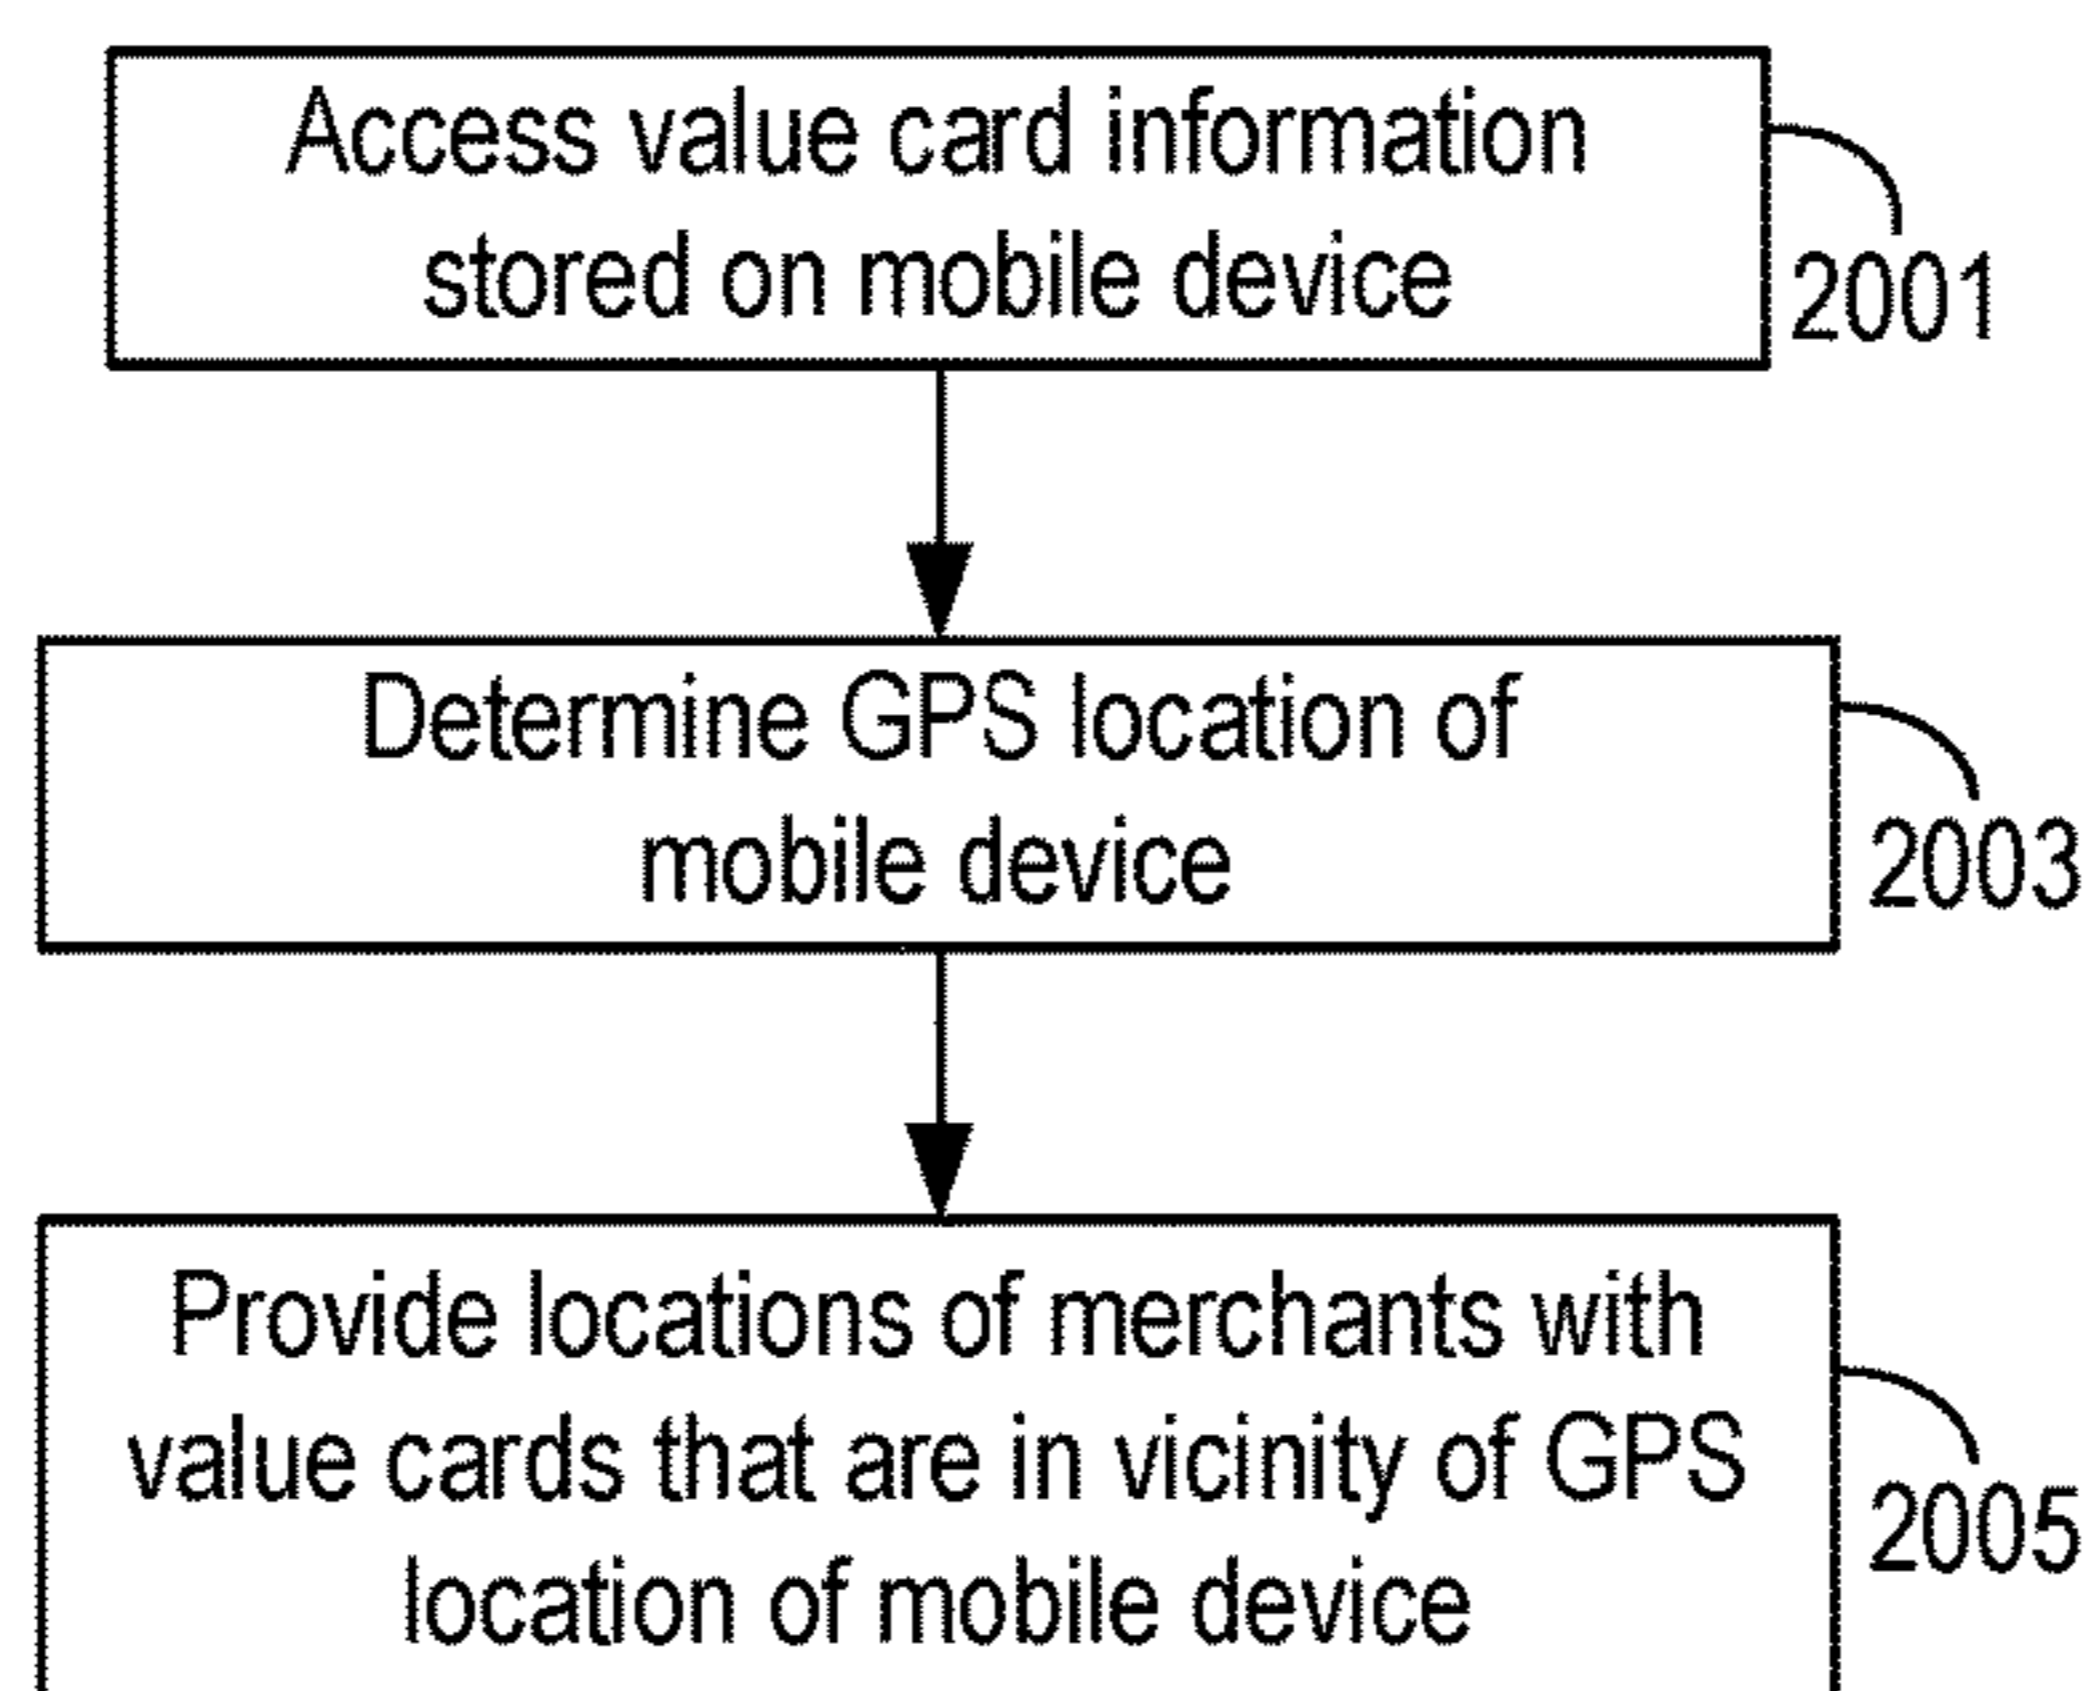 Access value card information
stored on mobile device
2001
Determine GPS location of
mobile device
2003
Provide locations of merchants with
value cards that are in vicinity of GPS
location of mobile device
2005